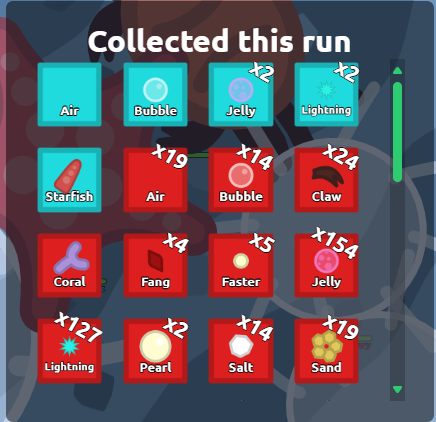 Collected this run
Air
Bubble
x2
Jelly
x2
Lightning
Starfish
x19
Air
x14
Bubble
x24
Claw
Coral
x4
Fang
x5
Faster
x154
Jelly
x127
Lightning
x2
Pearl
x14
Salt
x19
Sand